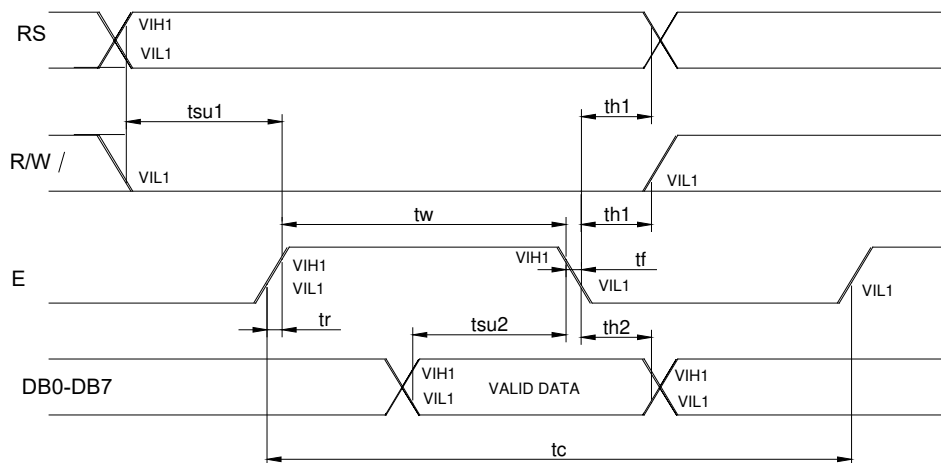 RS
VIH1
VIL1
tsu1
th1
R/W /
VIL1
VIL1
tw
th1
E
VIH1
VIL1
VIH1
tf
VIL1
VIL1
tr
tsu2
th2
DB0-DB7
VIH1
VIL1
VALID DATA
VIH1
VIL1
tc